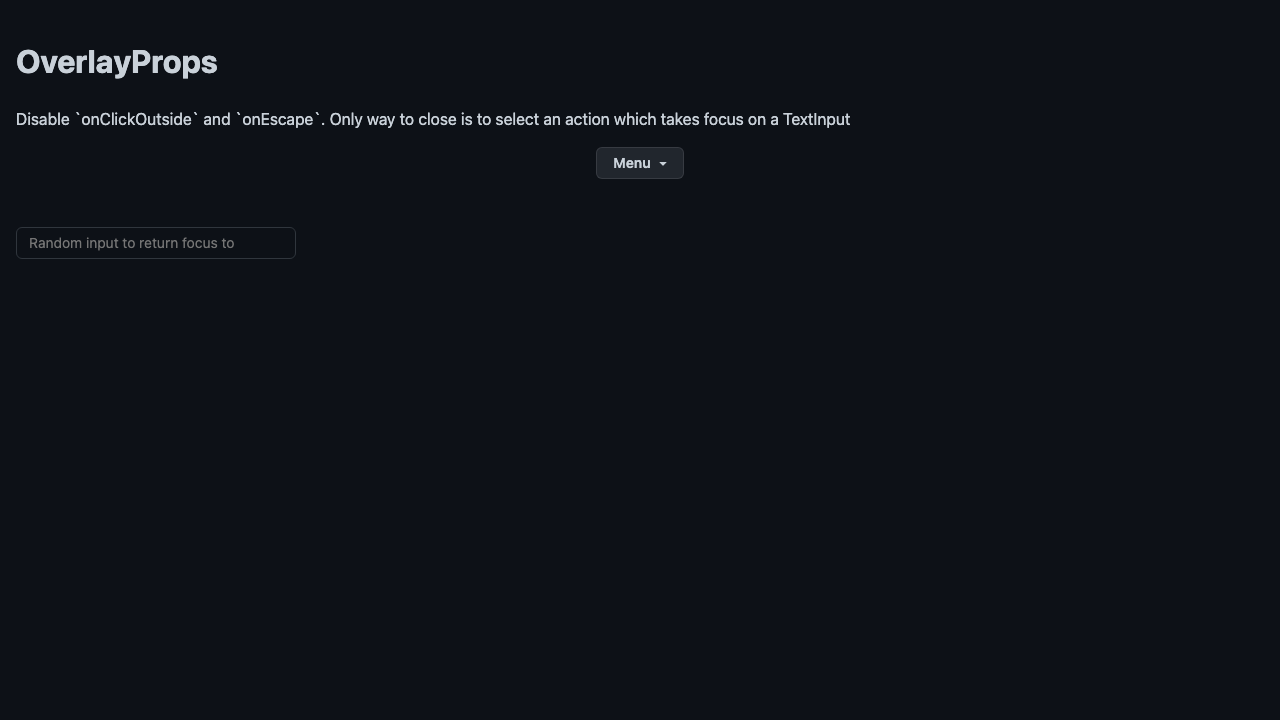 OverlayProps
Disable `onClickOutside` and `onEscape`. Only way to close is to select an action which takes focus on a TextInput
Menu
Random input to return focus to